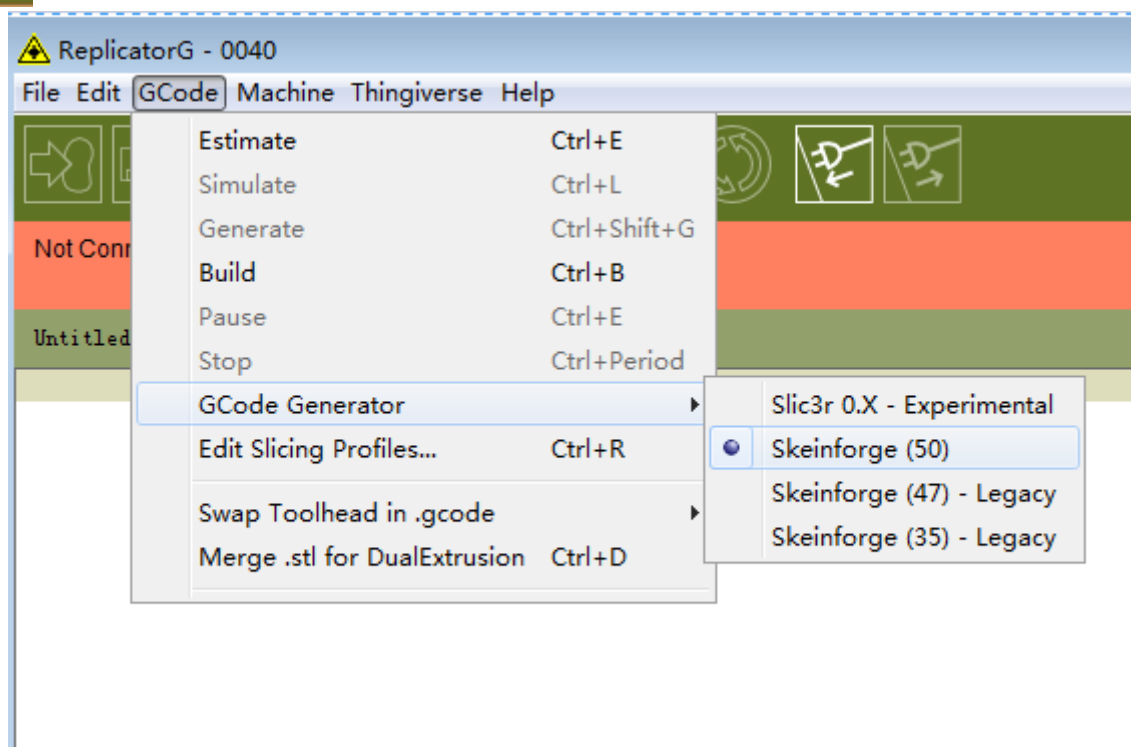 ReplicatorG - 0040
File Edit GCode Machine Thingiverse Help
Estimate Ctrl+E
Simulate Ctrl+L
Generate Ctrl+Shift+G
Not Conn
Build Ctrl+B
Pause Ctrl+E
Untitled
Stop Ctrl+Period
GCode Generator
Slic3r 0.X - Experimental
Edit Slicing Profiles... Ctrl+R
Skeinforge (50)
Skeinforge (47) - Legacy
Swap Toolhead in .gcode
Skeinforge (35) - Legacy
Merge .stl for DualExtrusion Ctrl+D